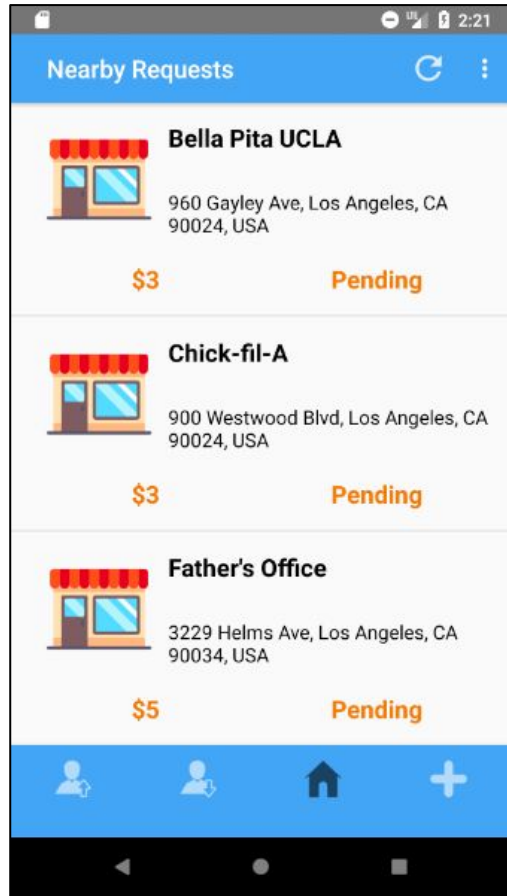 LTE 2:21
Nearby Requests
Bella Pita UCLA
960 Gayley Ave, Los Angeles, CA
90024, USA
$3 Pending
Chick-fil-A
900 Westwood Blvd, Los Angeles, CA
90024, USA
$3 Pending
Father's Office
3229 Helms Ave, Los Angeles, CA
90034, USA
$5 Pending